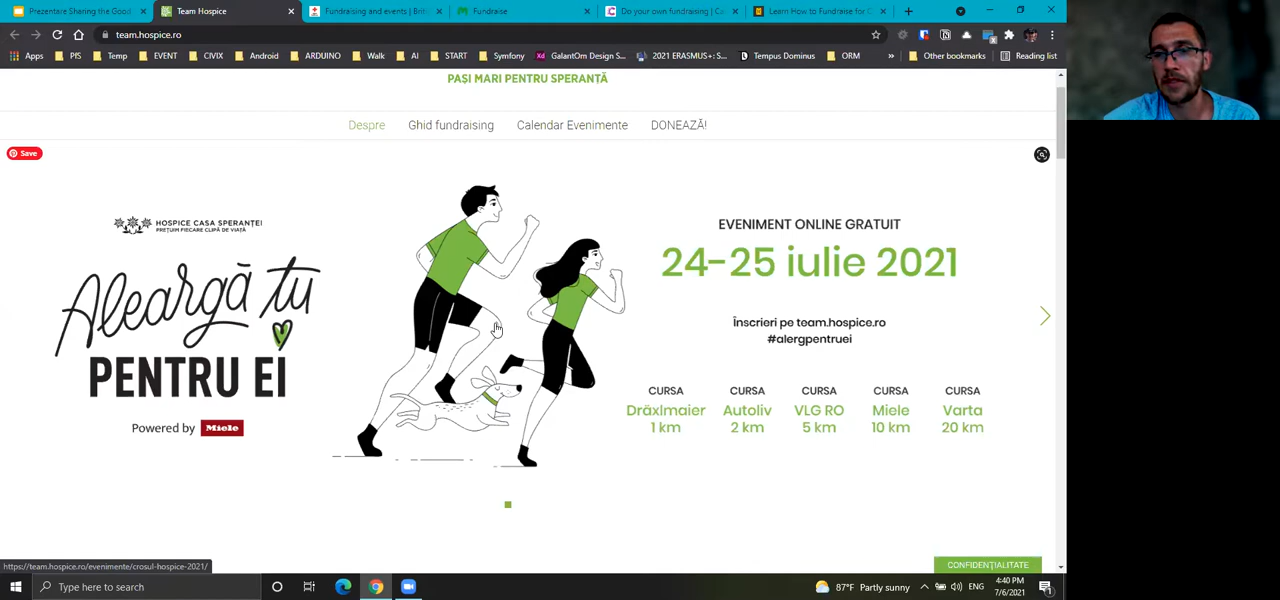 Prezentare Sharing the Good
Team Hospice
Fundraising and events | Brit
Fundraise
Do your own fundraising | Ca
Learn How to Fundraise for C
team.hospice.ro
Apps
PIS
Temp
EVENT
CIVIX
Android
ARDUINO
Walk
AI
START
Symfony
GalantOm Design S...
2021 ERASMUS+: S...
Tempus Dominus
ORM
»
Other bookmarks
Reading list
PAȘI MARI PENTRU SPERANȚĂ
Despre
Ghid fundraising
Calendar Evenimente
DONEAZĂ!
Save
HOSPICE CASA SPERANȚEI
PREȚUIM FIECARE CLIPĂ DE VIAȚĂ
Aleargă tu
PENTRU EI
Powered by Miele
EVENIMENT ONLINE GRATUIT
24-25 iulie 2021
Înscrieri pe team.hospice.ro
#alergpentruei
CURSA
Dräxlmaier
1 km
CURSA
Autoliv
2 km
CURSA
VLG RO
5 km
CURSA
Miele
10 km
CURSA
Varta
20 km
CONFIDENȚIALITATE
https://team.hospice.ro/evenimente/crosul-hospice-2021/
Type here to search
87°F Partly sunny
ENG
4:40 PM
7/6/2021